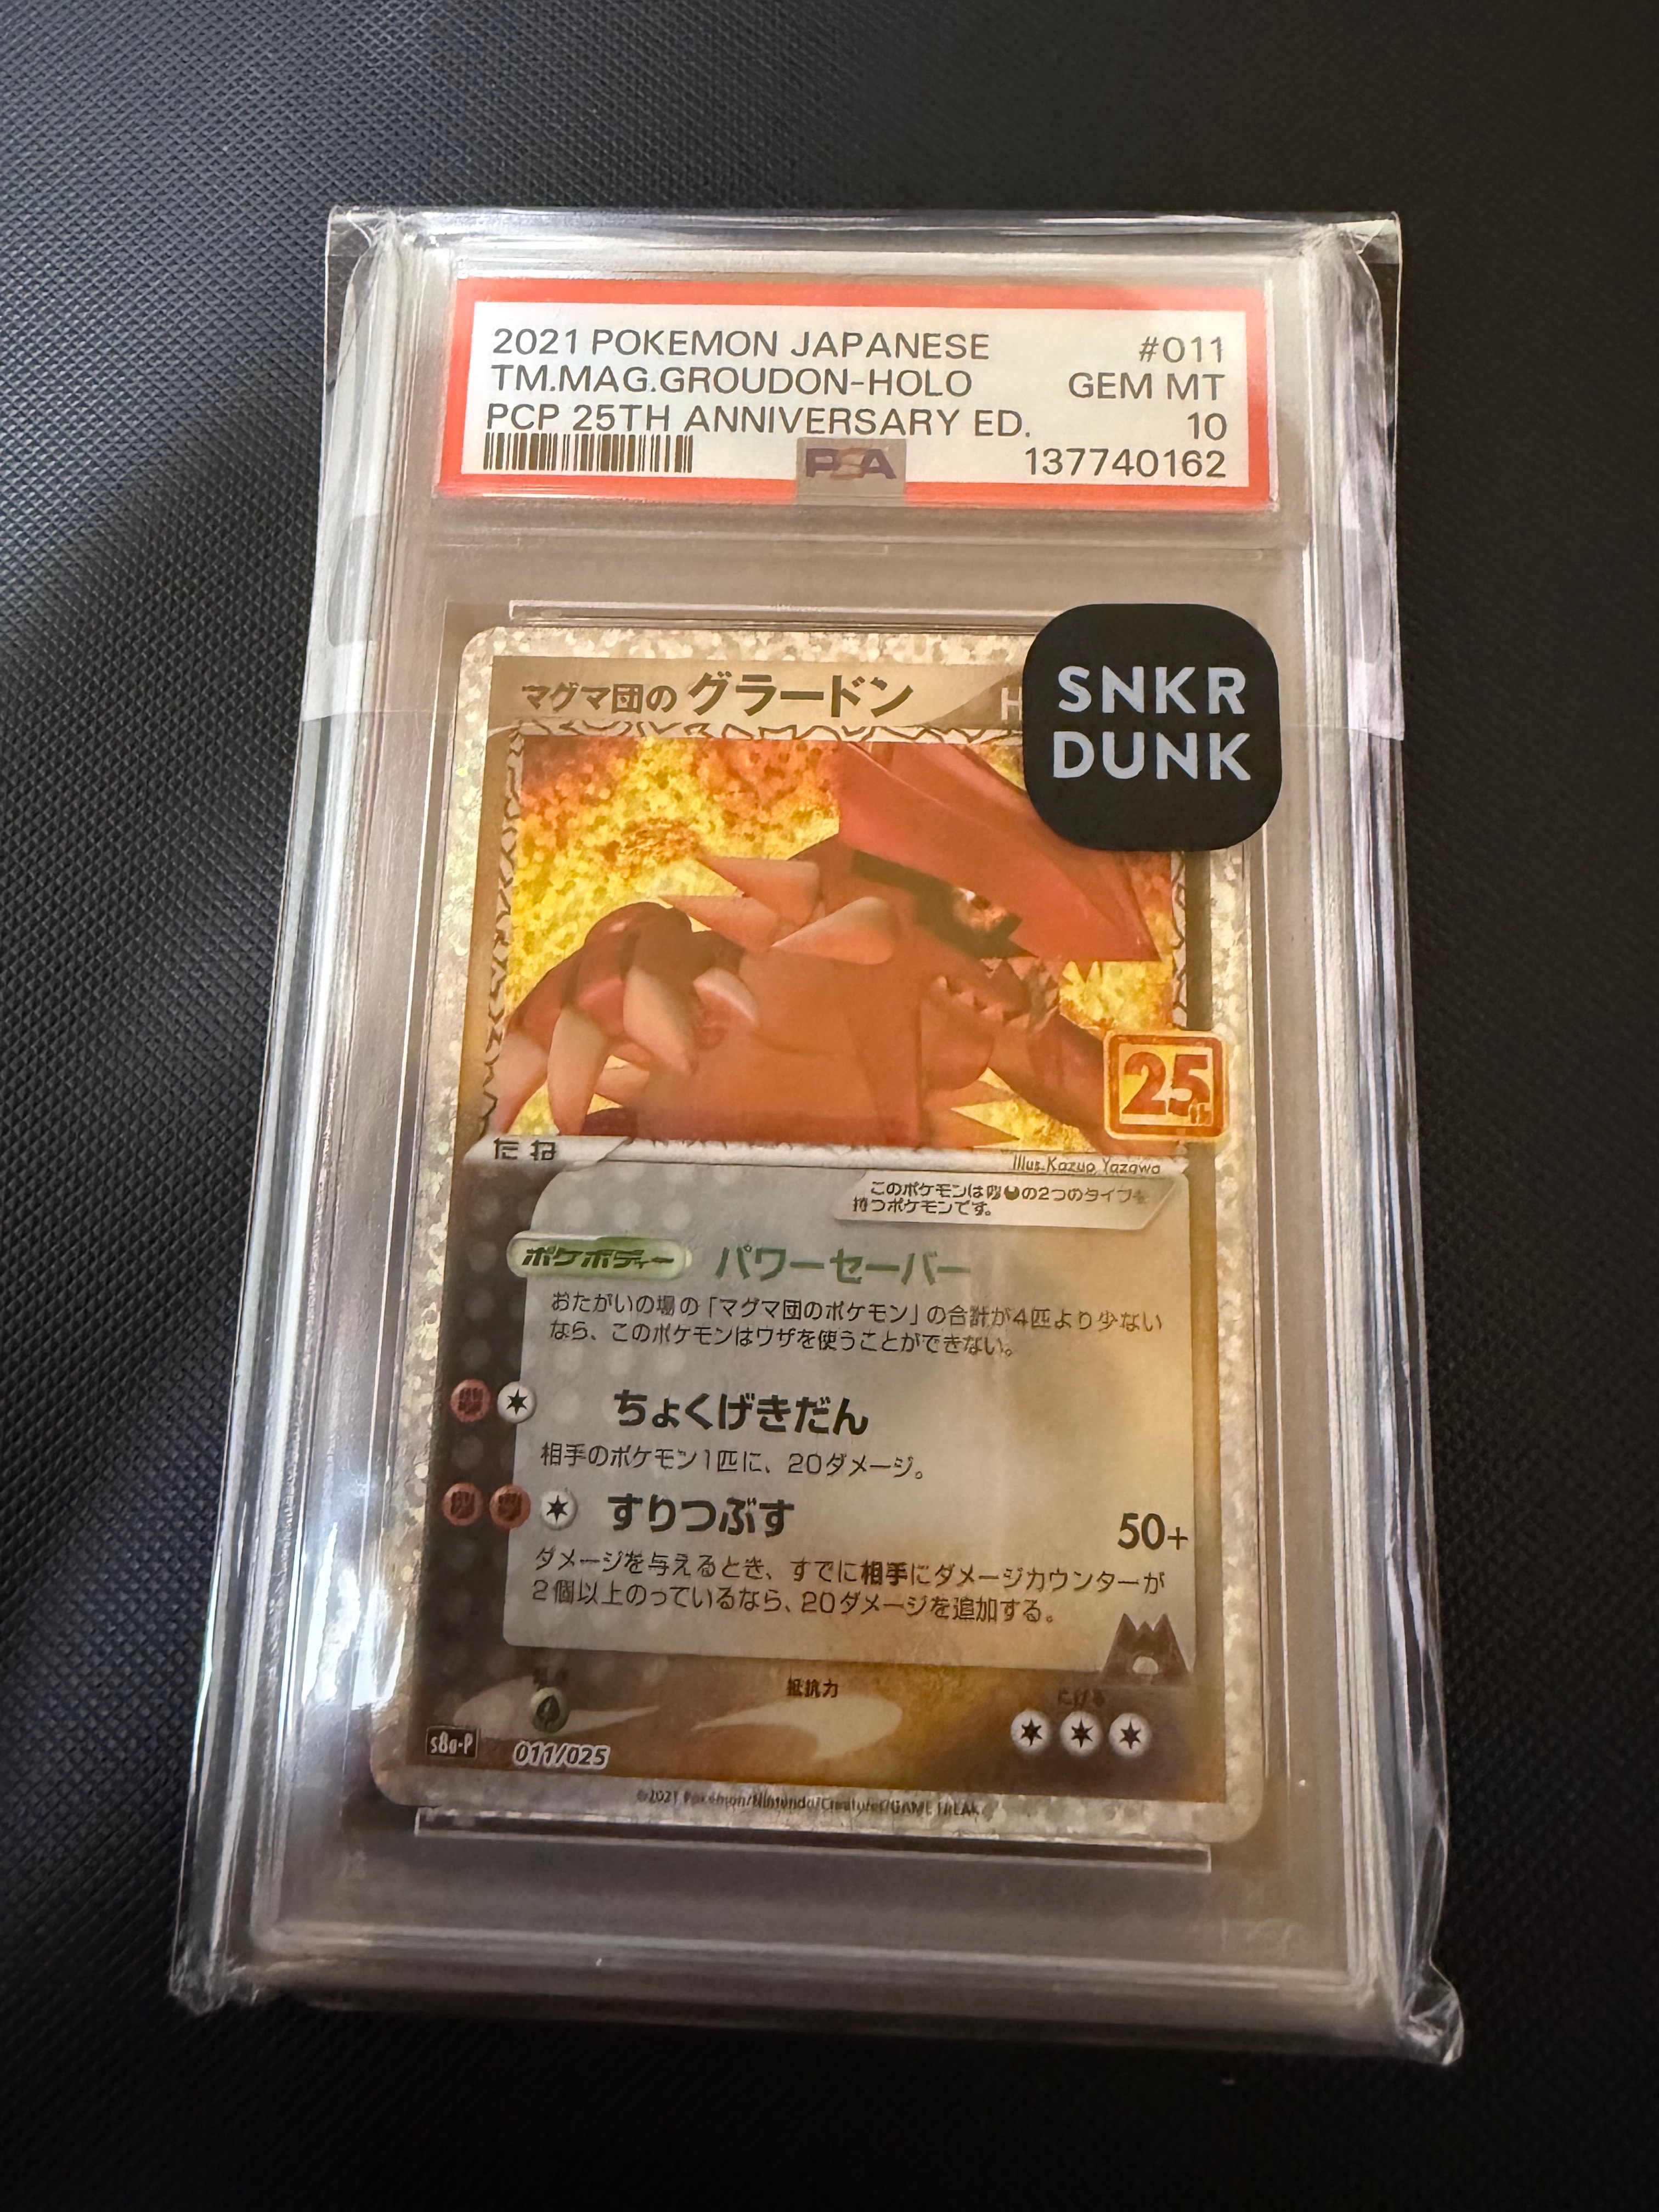 2021 POKEMON JAPANESE #011
TM.MAG.GROUDON-HOLO GEM MT
PCP 25TH ANNIVERSARY ED. 10
PSA 137740162
SNKR
DUNK
マグマ団の グラードン H
25th
たね
Illus. Kazuo Yazawa
このポケモンは の2つのタイプを
持つポケモンです。
ポケボディー パワーセーバー
おたがいの場の「マグマ団のポケモン」の合計が4匹より少ない
なら、このポケモンはワザを使うことができない。
ちょくげきだん
相手のポケモン1匹に、20ダメージ。
すりつぶす 50+
ダメージを与えるとき、すでに相手にダメージカウンターが
2個以上のっているなら、20ダメージを追加する。
抵抗力 にげる
s8a-P 011/025
©2021 Pokémon/Nintendo/Creatures/GAME FREAK